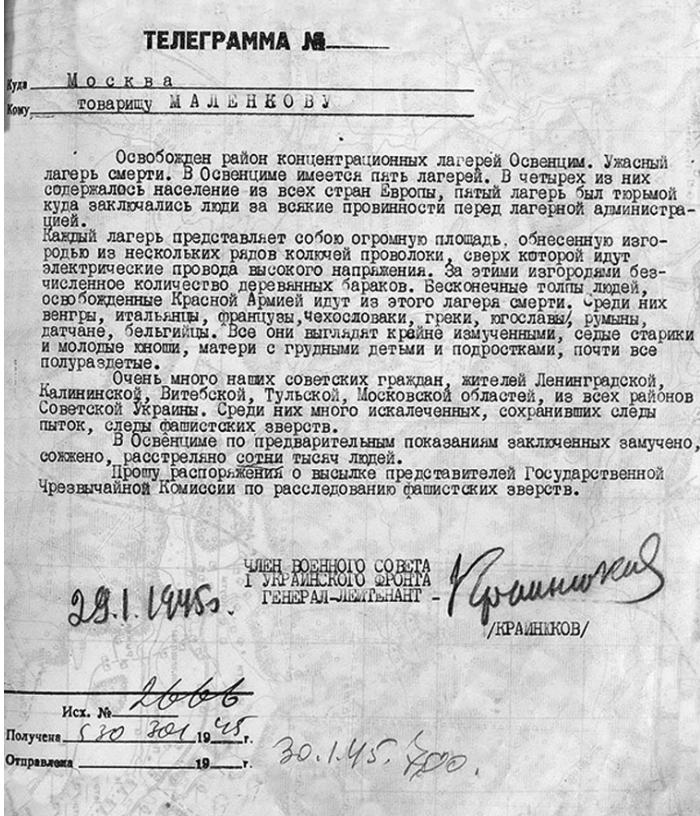 ТЕЛЕГРАММА №
Куда Москва
Кому товарищу МАЛЕНКОВУ
Освобожден район концентрационных лагерей Освенцим. Ужасный
лагерь смерти. В Освенциме имеется пять лагерей. В четырех из них
содержалось население из всех стран Европы, пятый лагерь был тюрьмой
куда заключались люди за всякие провинности перед лагерной администра-
цией.
Каждый лагерь представляет собою огромную площадь, обнесенную изго-
родью из нескольких рядов колючей проволоки, сверх которой идут
электрические провода высокого напряжения. За этими изгородями без-
численное количество деревянных бараков. Бесконечные толпы людей,
освобожденные Красной Армией идут из этого лагеря смерти. Среди них
венгры, итальянцы, французы, чехословаки, греки, югославы, румыны,
датчане, бельгийцы. Все они выглядят крайне измученными, седые старики
и молодые юноши, матери с грудными детьми и подростками, почти все
полураздетые.
Очень много наших советских граждан, жителей Ленинградской,
Калининской, Витебской, Тульской, Московской областей, из всех районов
Советской Украины. Среди них много искалеченных, сохранивших следы
пыток, следы фашистских зверств.
В Освенциме по предварительным показаниям заключенных замучено,
сожжено, расстреляно сотни тысяч людей.
Прошу распоряжения о высылке представителей Государственной
Чрезвычайной Комиссии по расследованию фашистских зверств.
ЧЛЕН ВОЕННОГО СОВЕТА
I УКРАИНСКОГО ФРОНТА
ГЕНЕРАЛ-ЛЕЙТЕНАНТ - Крайнюков
/КРАЙНЮКОВ/
29.1.1945г.
Исх. № 2666
Получена 530 301 1945 г.
Отправлена 19 г.
30.1.45. 700.